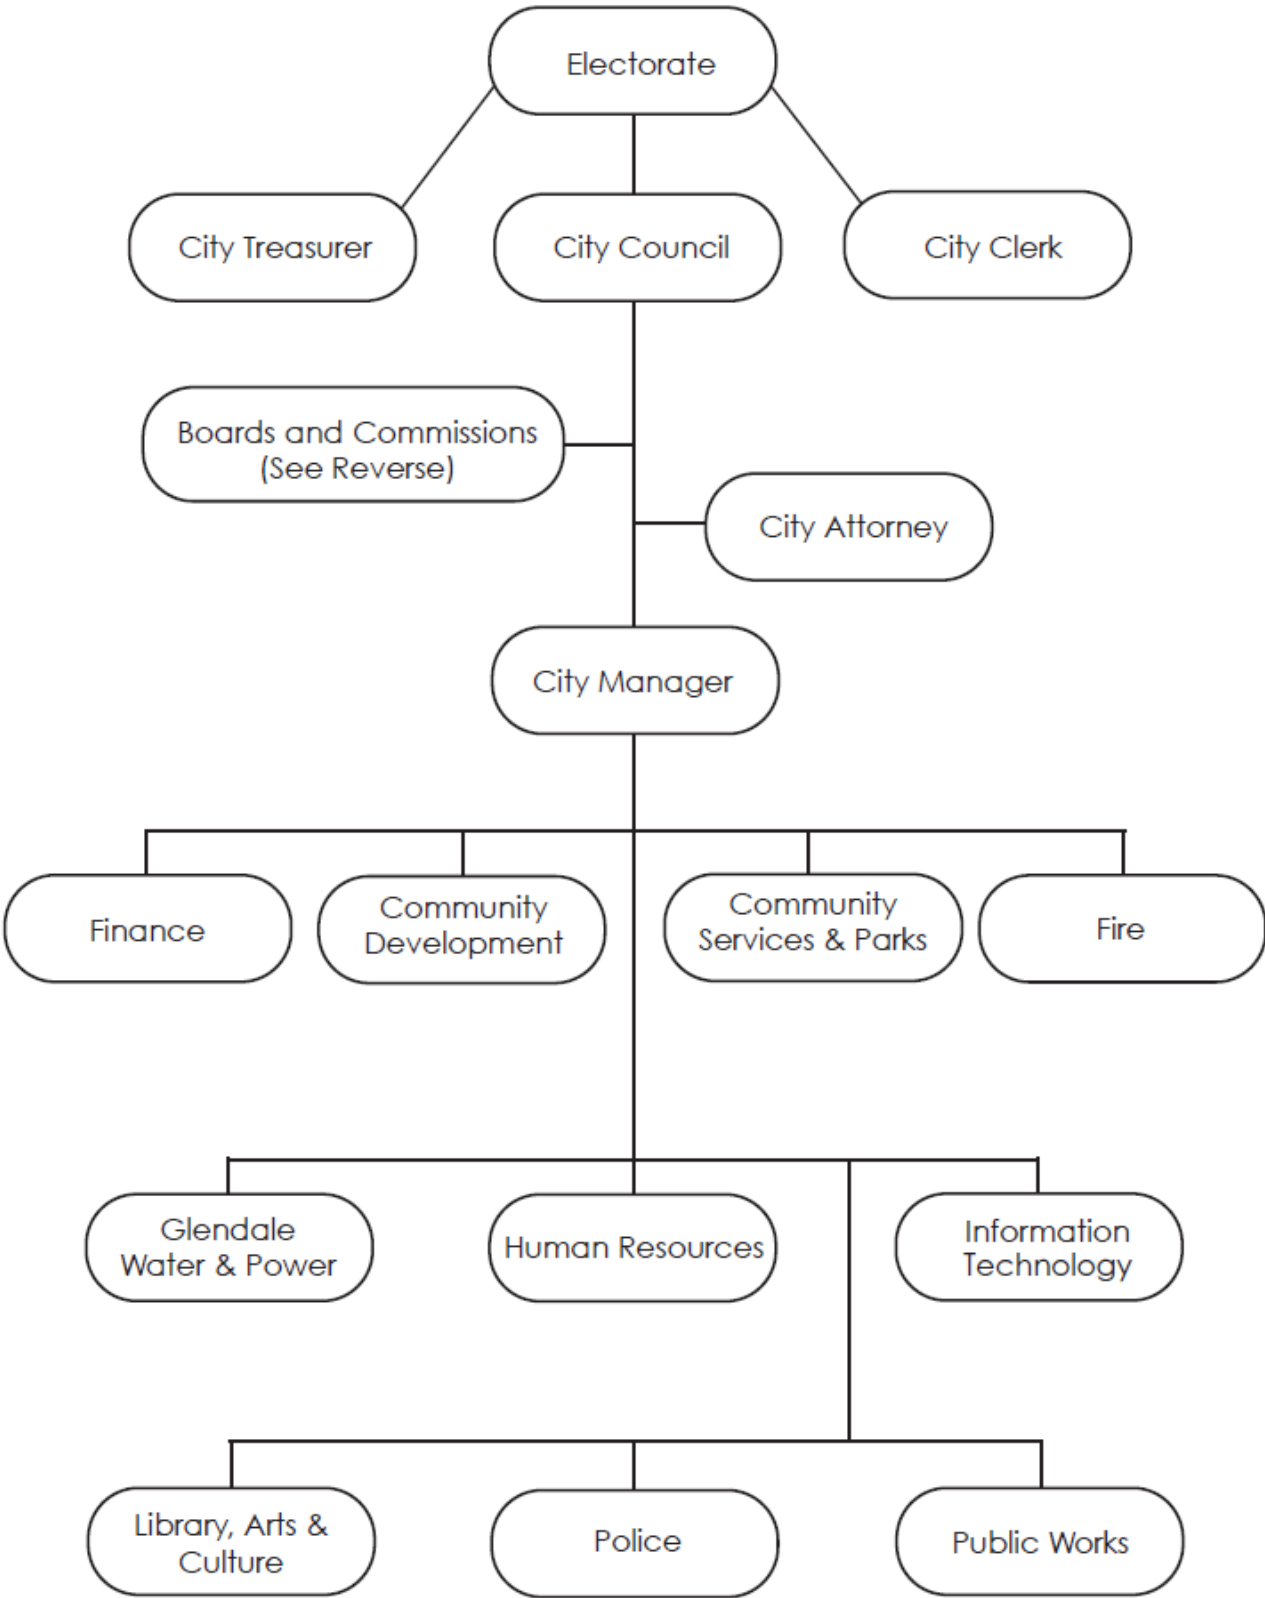 Electorate
City Treasurer
City Council
City Clerk
Boards and Commissions
(See Reverse)
City Attorney
City Manager
Finance
Community
Development
Community
Services & Parks
Fire
Glendale
Water & Power
Human Resources
Information
Technology
Library, Arts &
Culture
Police
Public Works